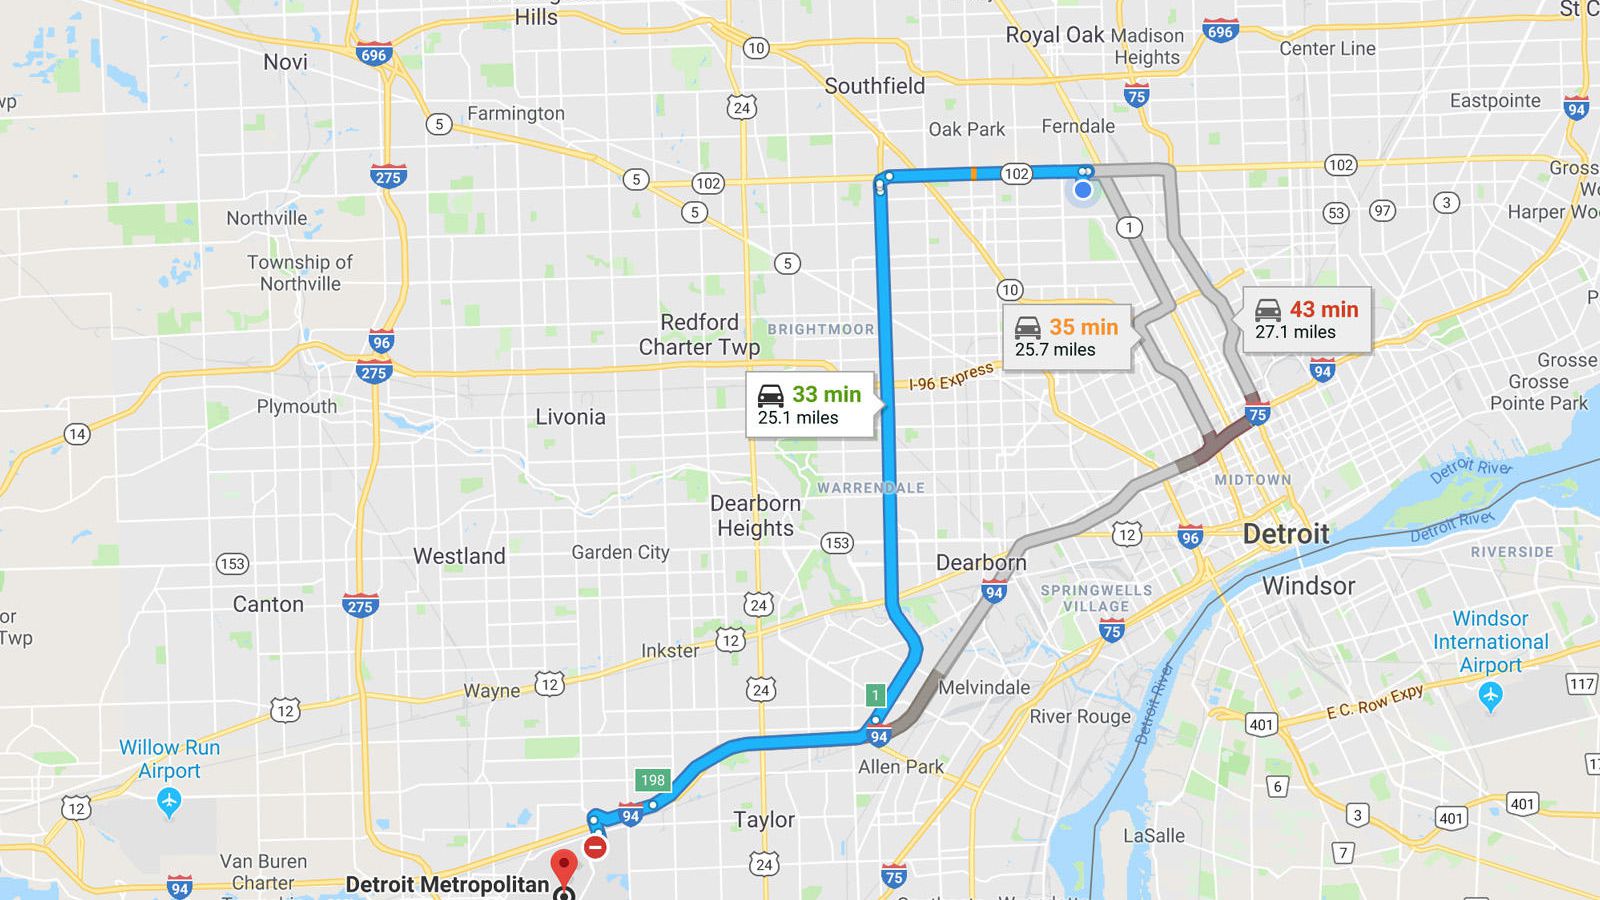 Hills
St C
Royal Oak
Madison
Heights
696
Center Line
10
696
Novi
Southfield
75
Eastpointe
24
94
Farmington
5
Oak Park
Ferndale
102
102
Gross
275
5
102
5
Northville
1
53
97
3
Harper Woo
Township of
Northville
5
10
BRIGHTMOOR
Redford
Charter Twp
35 min
25.7 miles
43 min
27.1 miles
96
275
I-96 Express
94
Grosse
Grosse
Pointe Park
33 min
25.1 miles
Plymouth
Livonia
75
14
Detroit River
MIDTOWN
WARRENDALE
Dearborn
Heights
Detroit River
12
96
Detroit
153
Westland
Garden City
RIVERSIDE
153
Dearborn
94
SPRINGWELLS
VILLAGE
Windsor
Canton
275
24
75
or
Twp
Windsor
International
Airport
12
Inkster
Wayne
12
24
1
Melvindale
117
12
River Rouge
Detroit River
401
E C. Row Expy
94
Willow Run
Airport
Allen Park
198
6
12
94
Taylor
3
401
401
LaSalle
7
Van Buren
Charter
24
94
Detroit Metropolitan
75